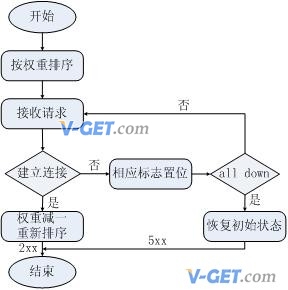 开始
V-GET.com
按权重排序
接收请求
否
V-GET.com
建立连接
否
相应标志置位
all down
是
是
权重减一
重新排序
恢复初始状态
2xx
5xx
结束
V-GET.com